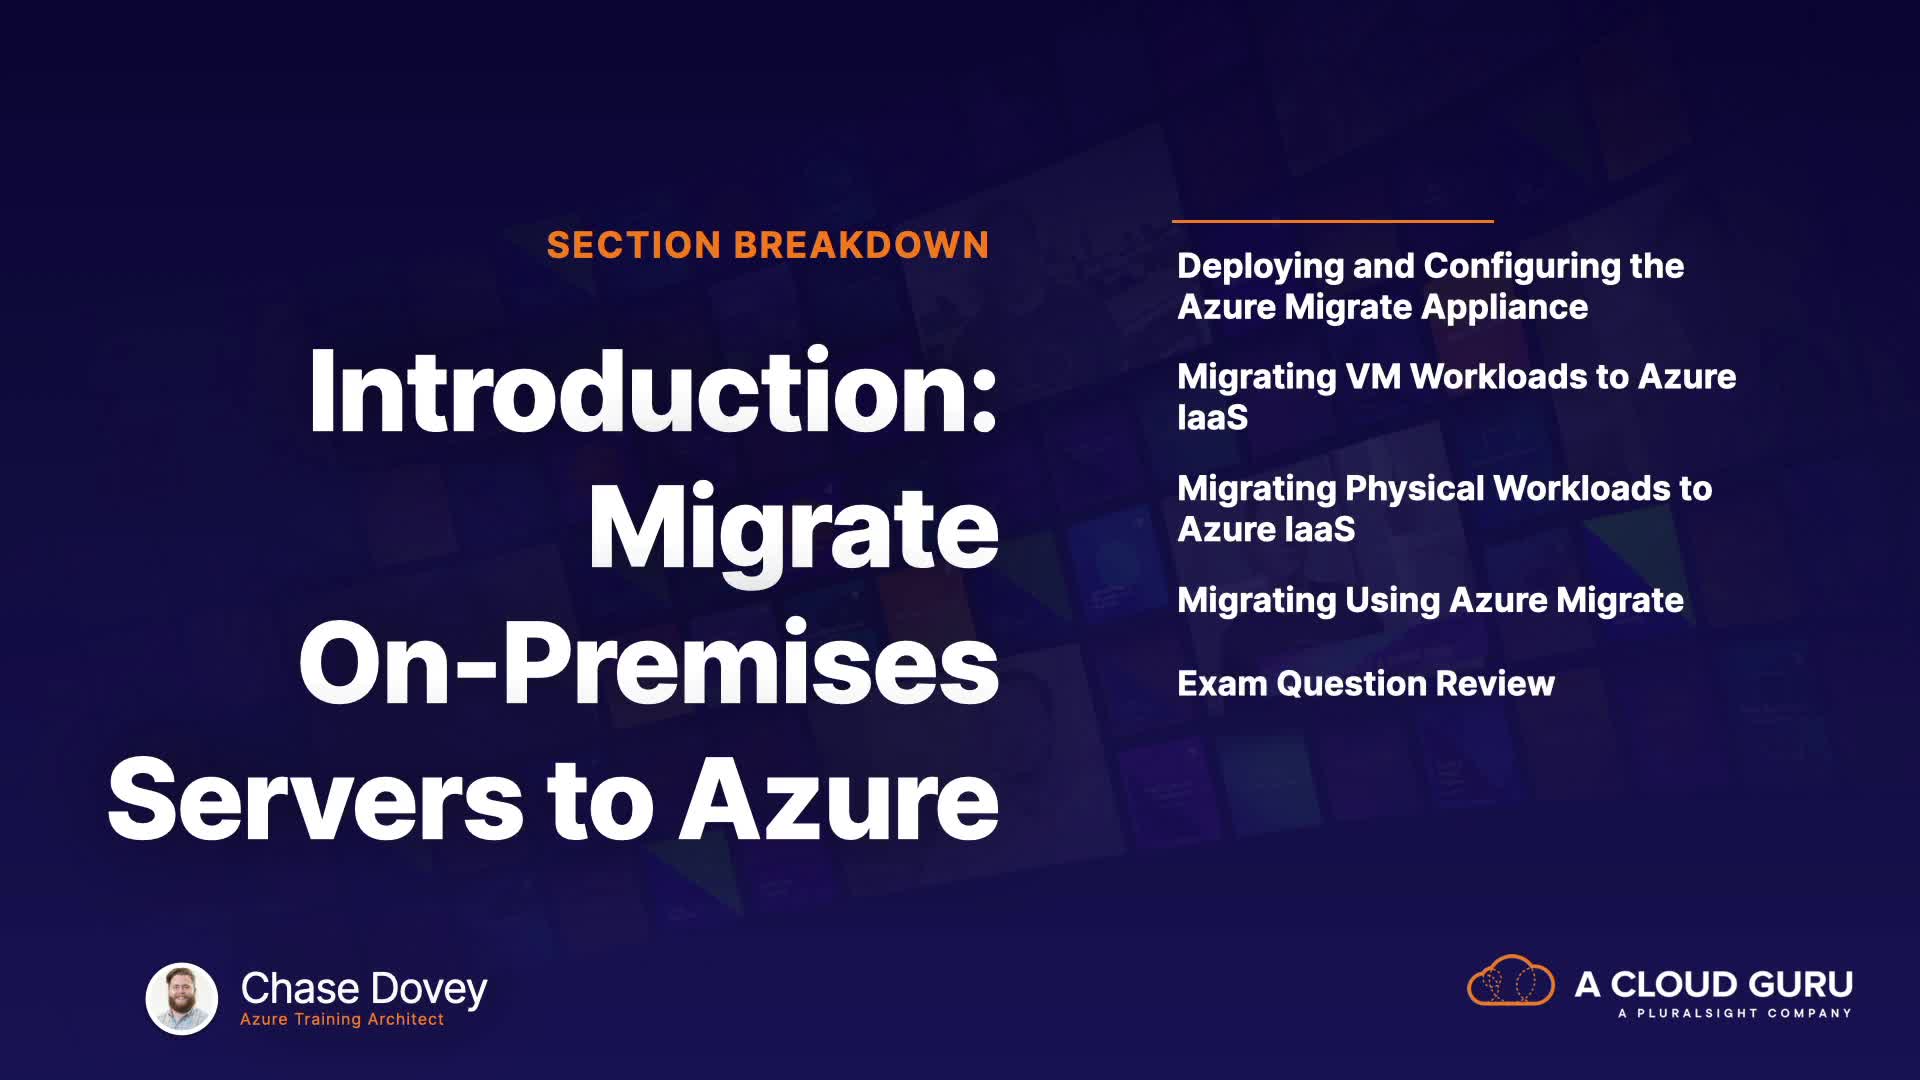 SECTION BREAKDOWN
Introduction:
Migrate
On-Premises
Servers to Azure
Deploying and Configuring the
Azure Migrate Appliance
Migrating VM Workloads to Azure
IaaS
Migrating Physical Workloads to
Azure IaaS
Migrating Using Azure Migrate
Exam Question Review
Chase Dovey
Azure Training Architect
A CLOUD GURU
A PLURALSIGHT COMPANY